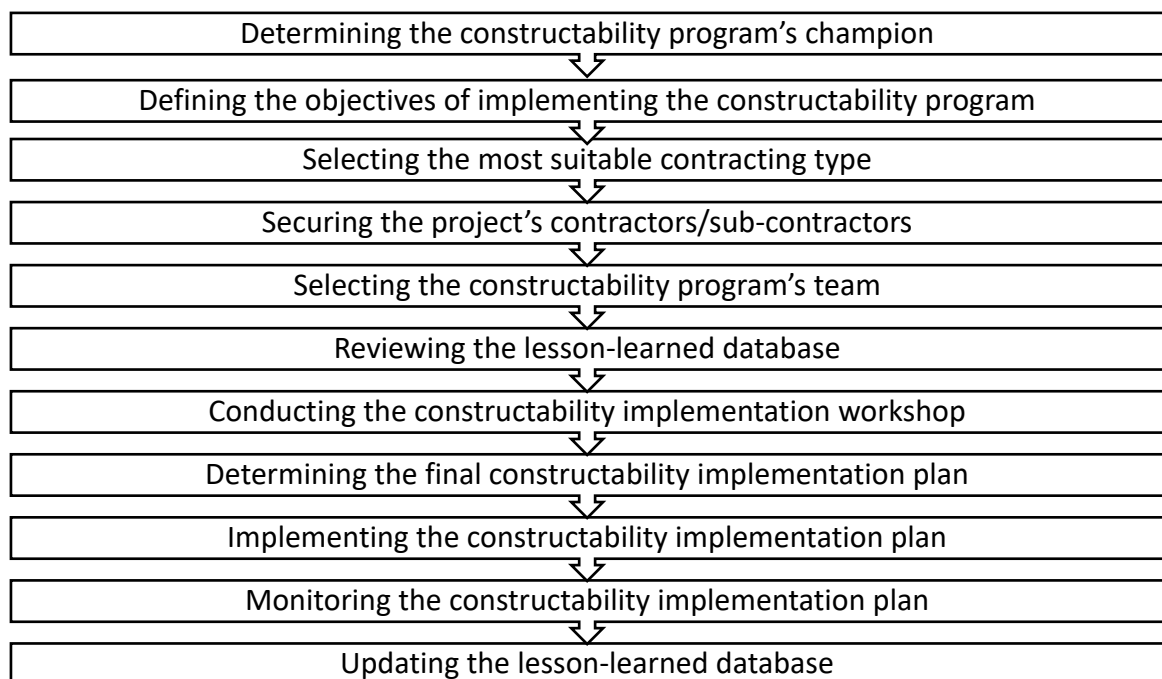 Determining the constructability program's champion
Defining the objectives of implementing the constructability program
Selecting the most suitable contracting type
Securing the project's contractors/sub-contractors
Selecting the constructability program's team
Reviewing the lesson-learned database
Conducting the constructability implementation workshop
Determining the final constructability implementation plan
Implementing the constructability implementation plan
Monitoring the constructability implementation plan
Updating the lesson-learned database